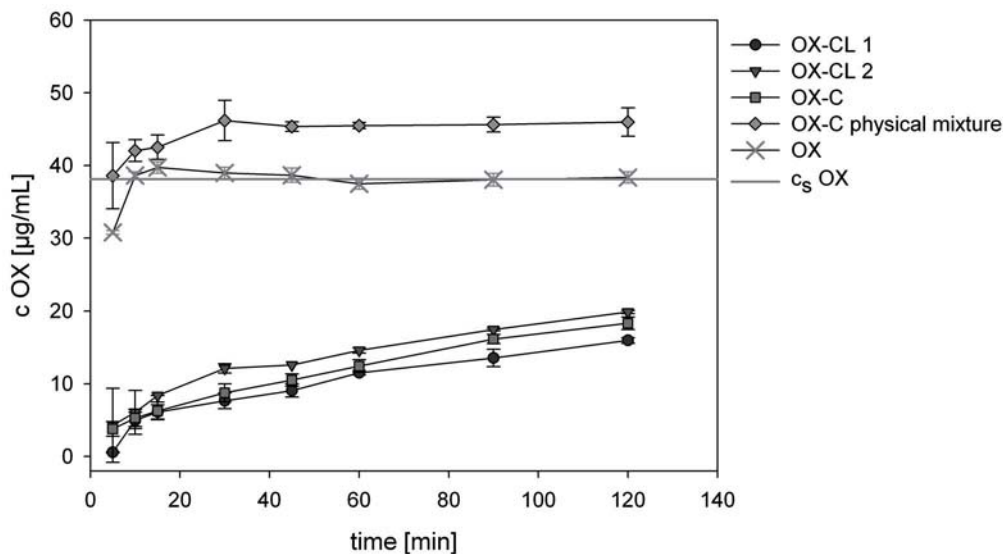 60
50
40
30
20
10
0
c OX [µg/mL]
0 20 40 60 80 100 120 140
time [min]
OX-CL 1
OX-CL 2
OX-C
OX-C physical mixture
OX
cs OX